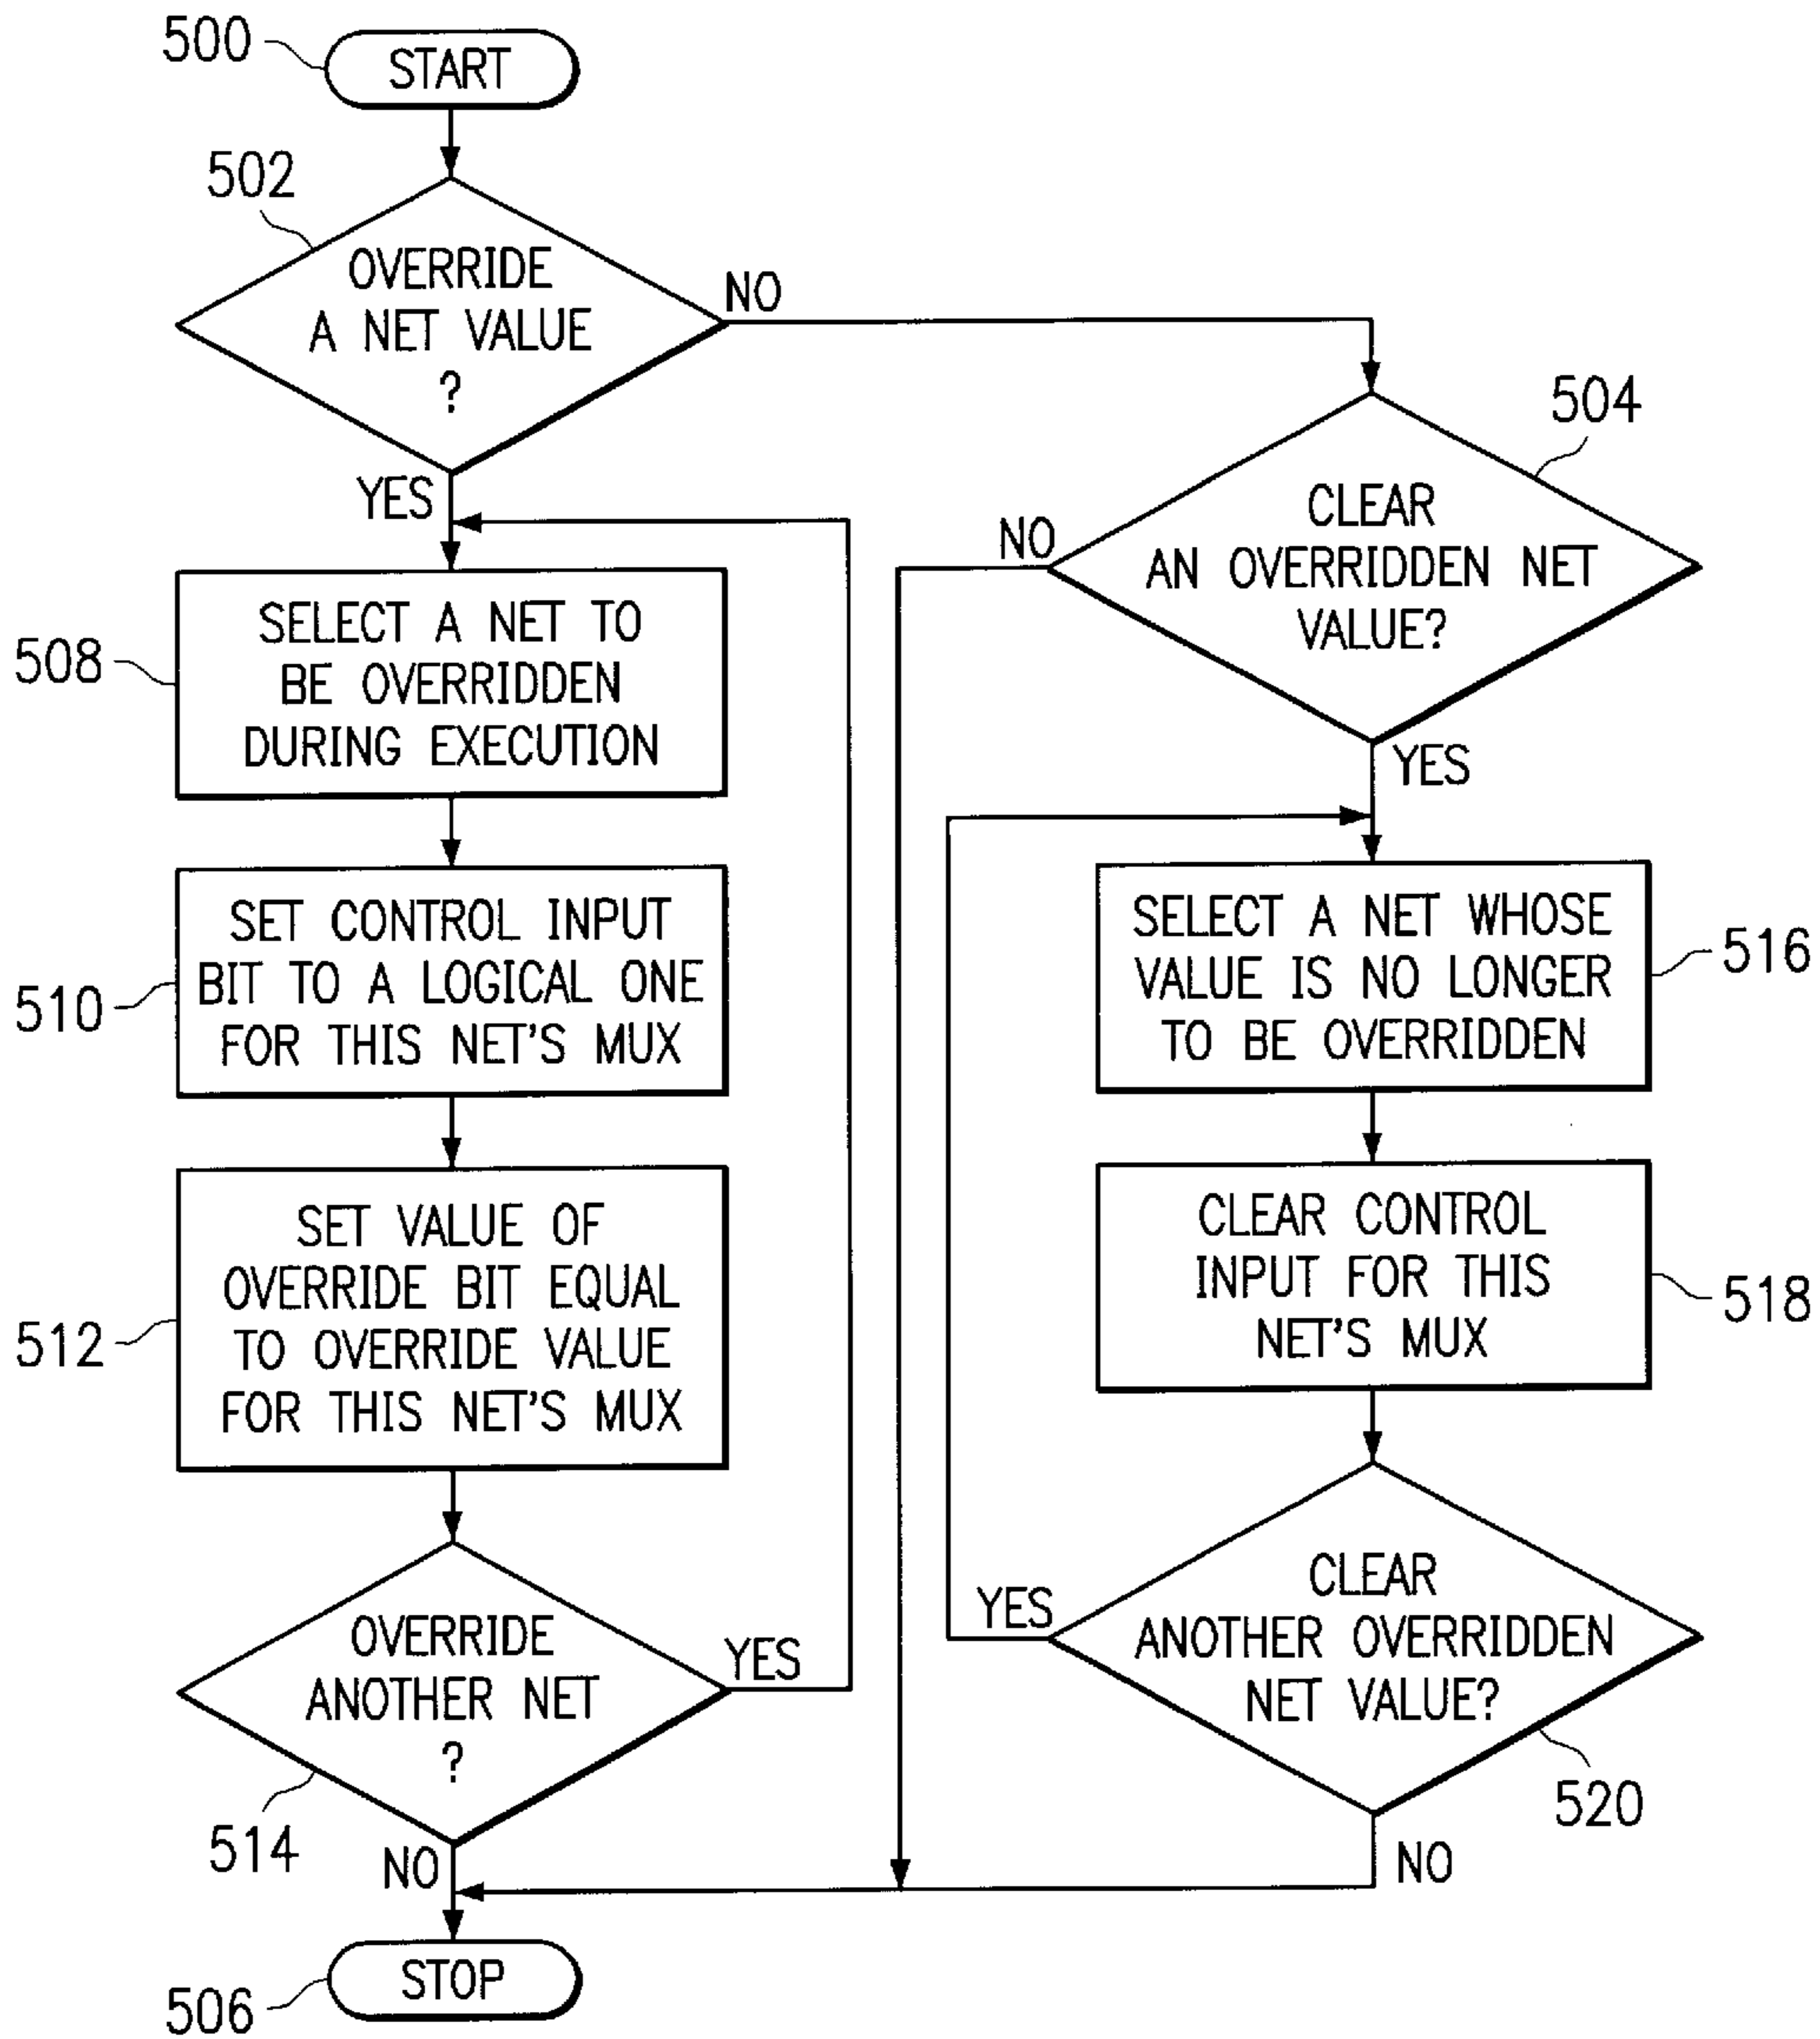 500
START
502
OVERRIDE
A NET VALUE
?
NO
YES
504
CLEAR
AN OVERRIDDEN NET
VALUE?
NO
YES
508
SELECT A NET TO
BE OVERRIDDEN
DURING EXECUTION
510
SET CONTROL INPUT
BIT TO A LOGICAL ONE
FOR THIS NET'S MUX
512
SET VALUE OF
OVERRIDE BIT EQUAL
TO OVERRIDE VALUE
FOR THIS NET'S MUX
OVERRIDE
ANOTHER NET
?
YES
514
NO
516
SELECT A NET WHOSE
VALUE IS NO LONGER
TO BE OVERRIDDEN
518
CLEAR CONTROL
INPUT FOR THIS
NET'S MUX
CLEAR
ANOTHER OVERRIDDEN
NET VALUE?
YES
520
NO
STOP
506